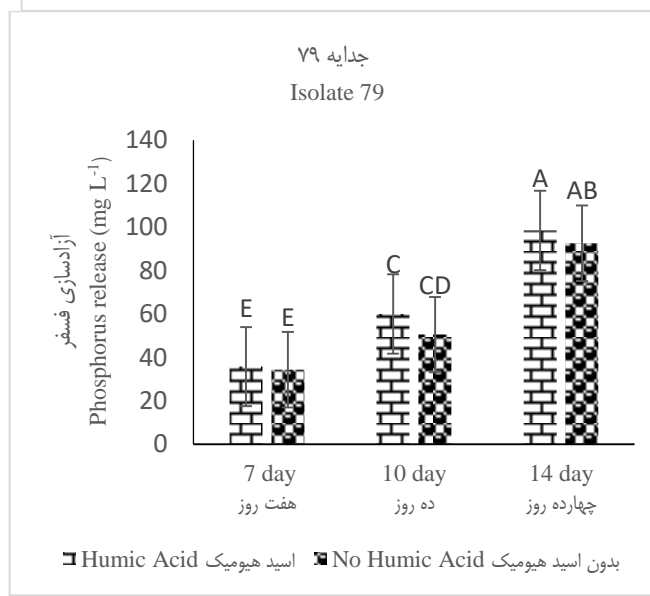 جدایه ۷۹
Isolate 79
آزادسازی فسفر
Phosphorus release (mg L-1)
140
120
100
80
60
40
20
0
E
E
C
CD
A
AB
7 day
10 day
14 day
هفت روز
ده روز
چهارده روز
Humic Acid اسید هیومیک
No Humic Acid بدون اسید هیومیک